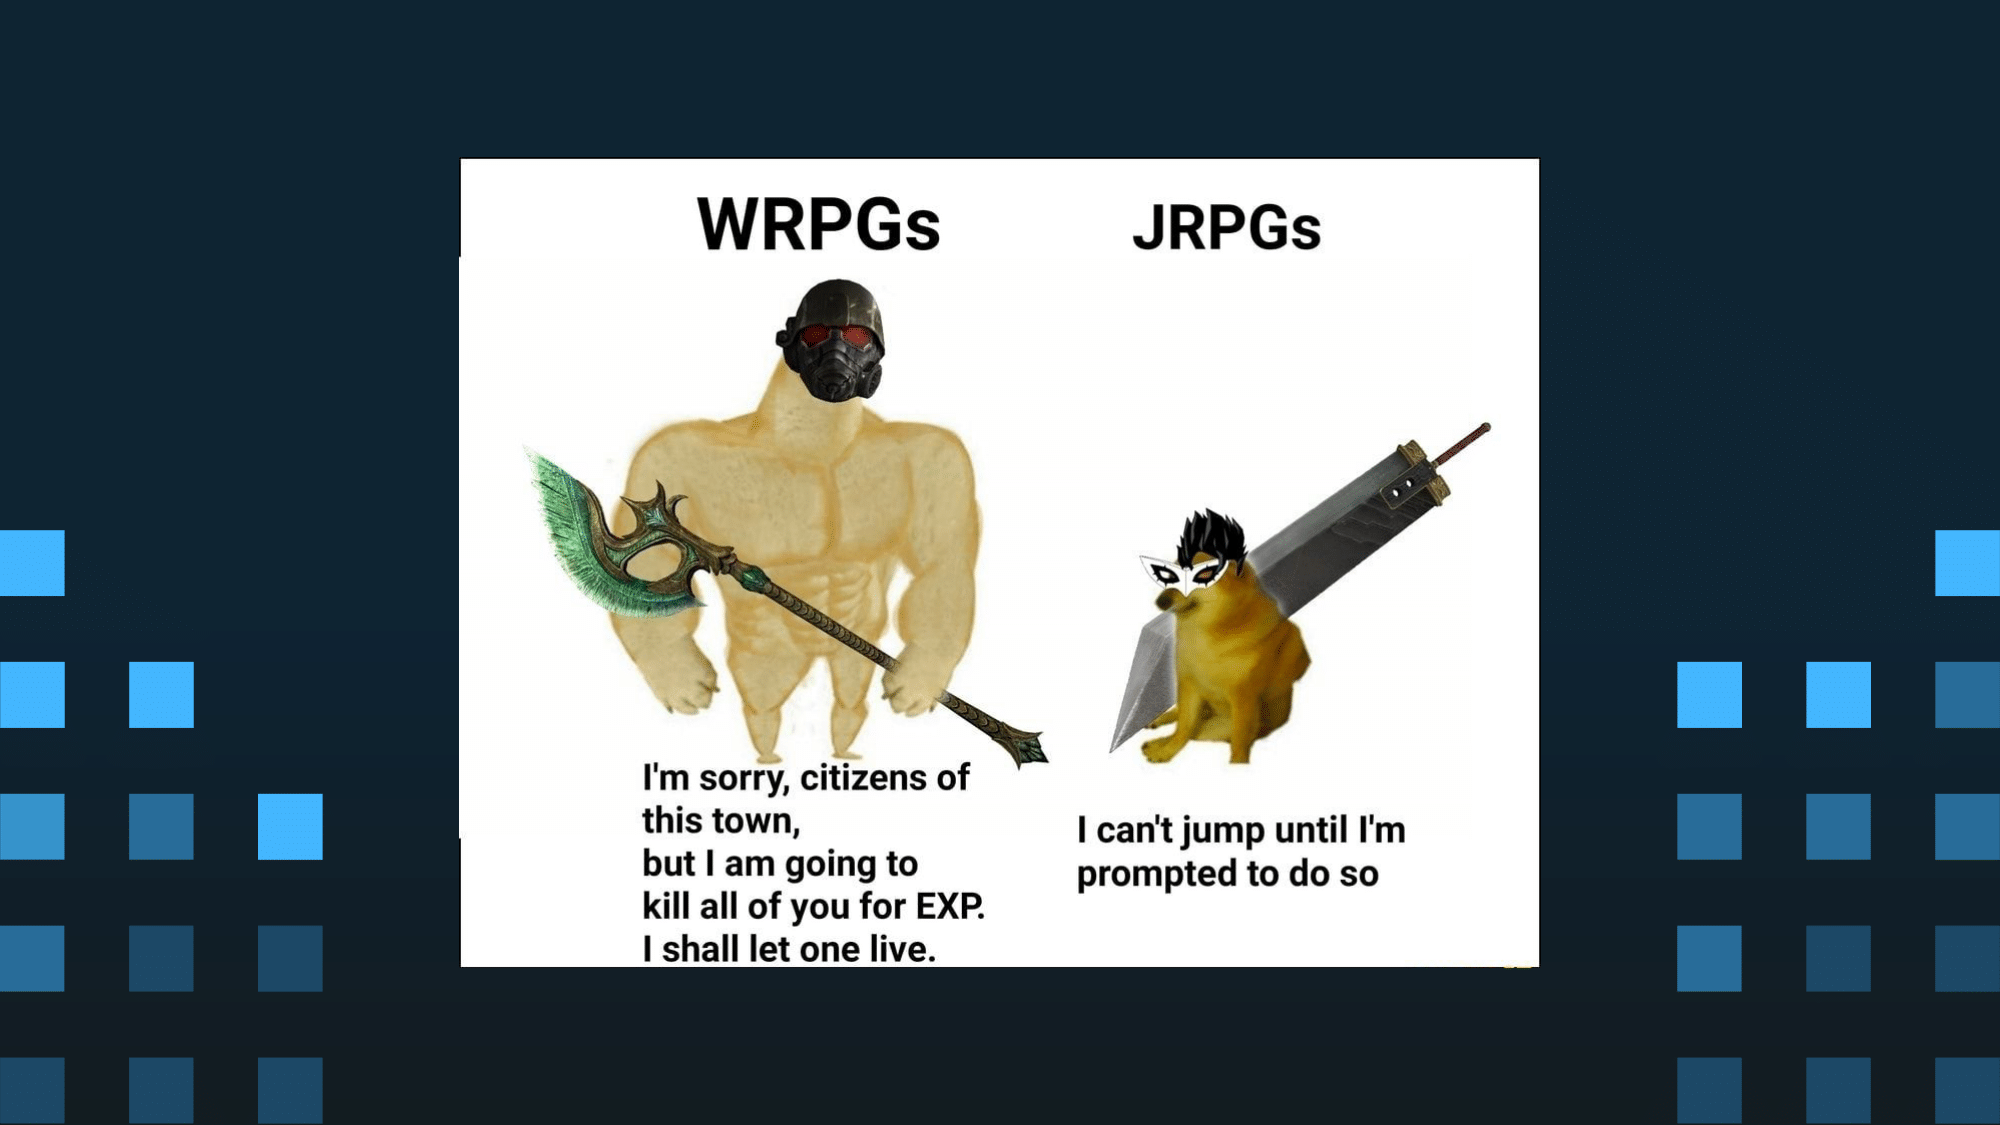 WRPGs
JRPGs
I'm sorry, citizens of
this town,
but I am going to
kill all of you for EXP.
I shall let one live.
I can't jump until I'm
prompted to do so